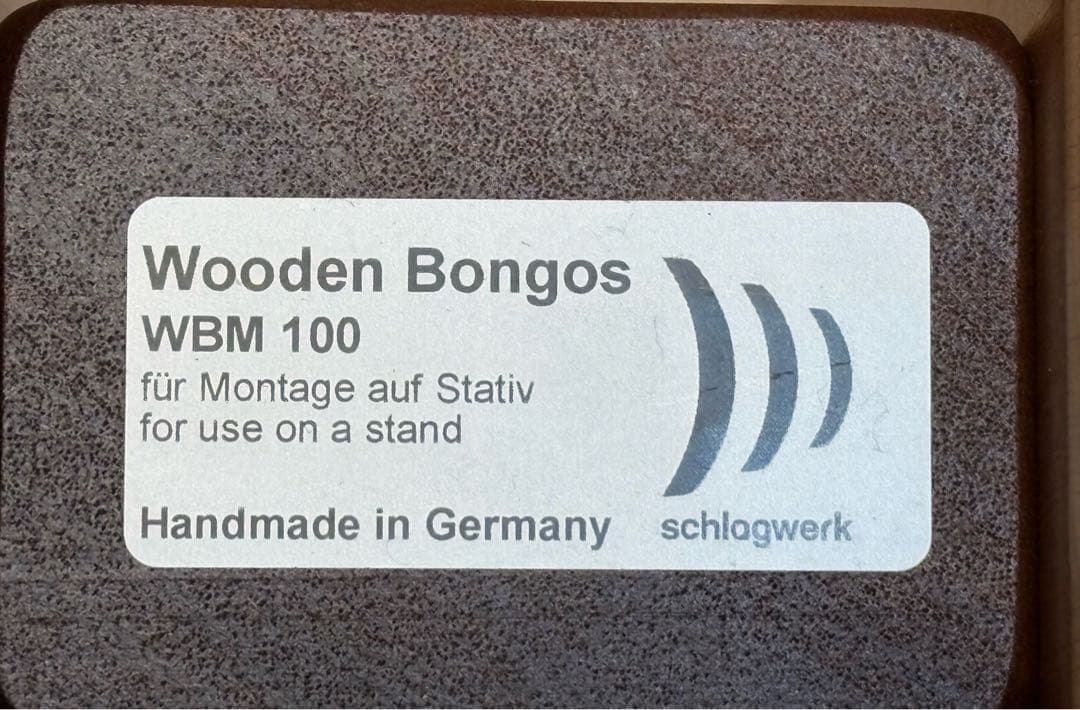 Wooden Bongos
WBM 100
für Montage auf Stativ
for use on a stand
Handmade in Germany
schlagwerk